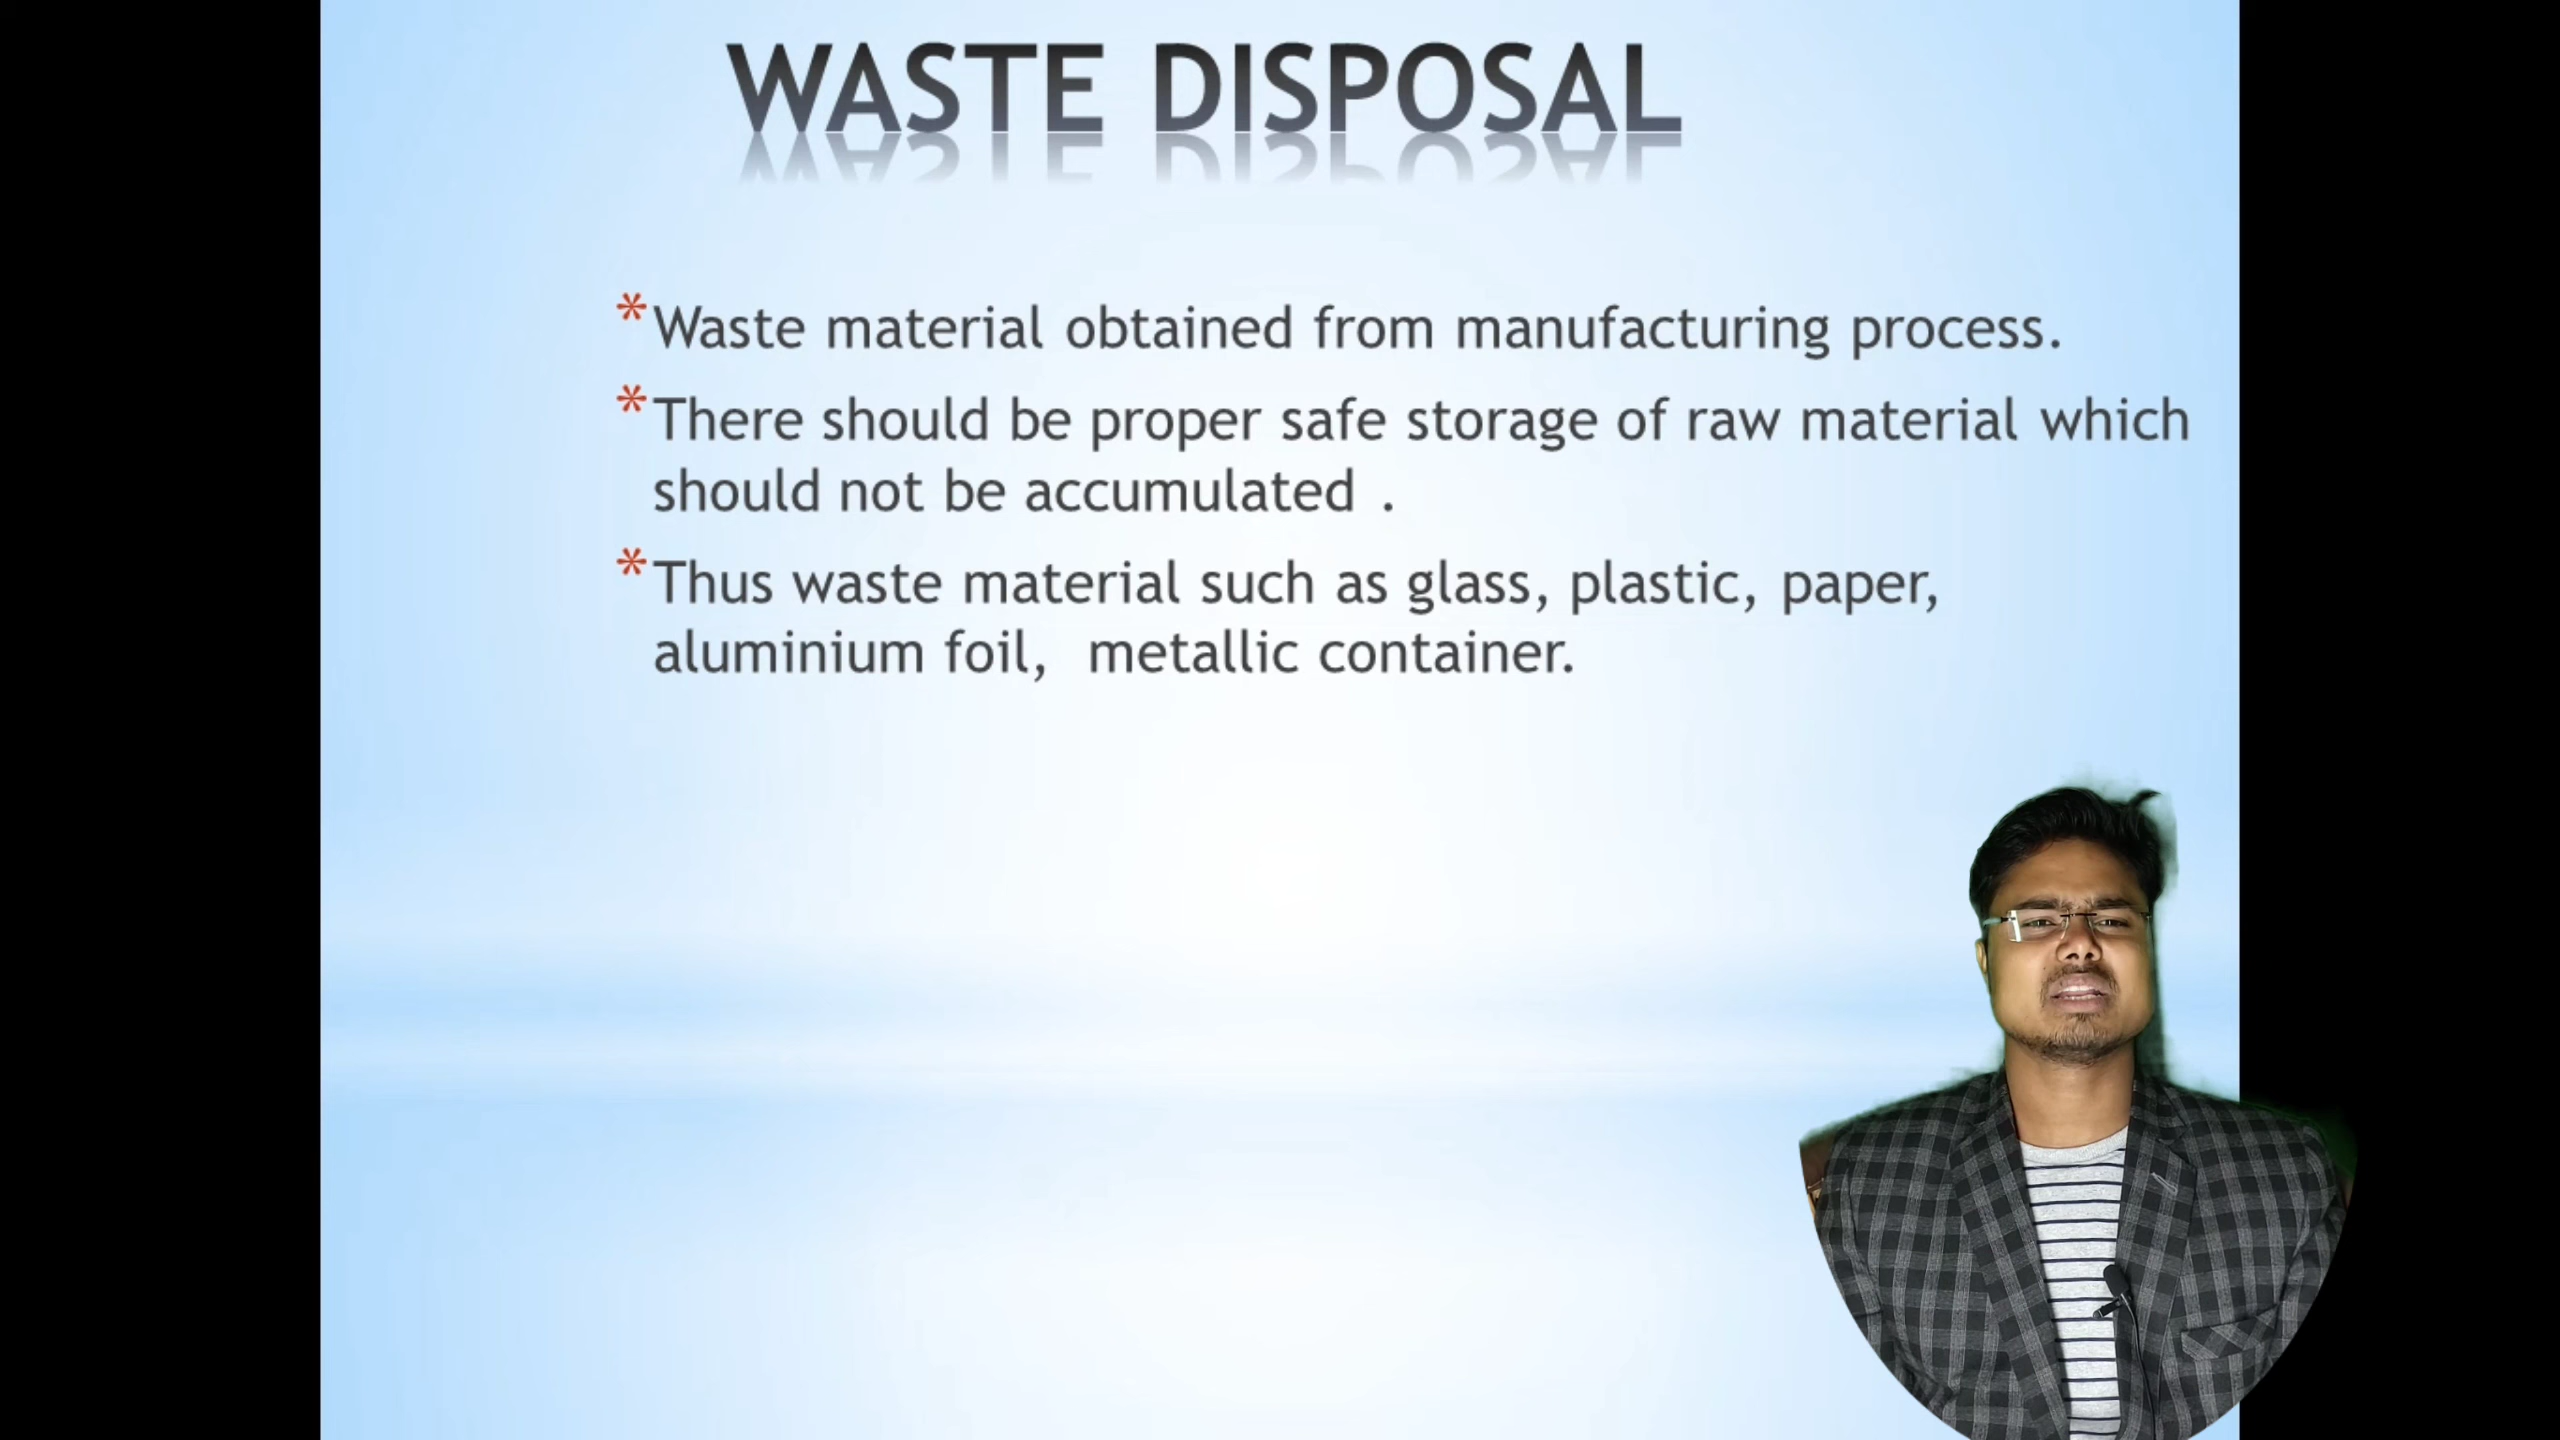 WASTE DISPOSAL
* Waste material obtained from manufacturing process.
* There should be proper safe storage of raw material which
should not be accumulated .
* Thus waste material such as glass, plastic, paper,
aluminium foil,  metallic container.